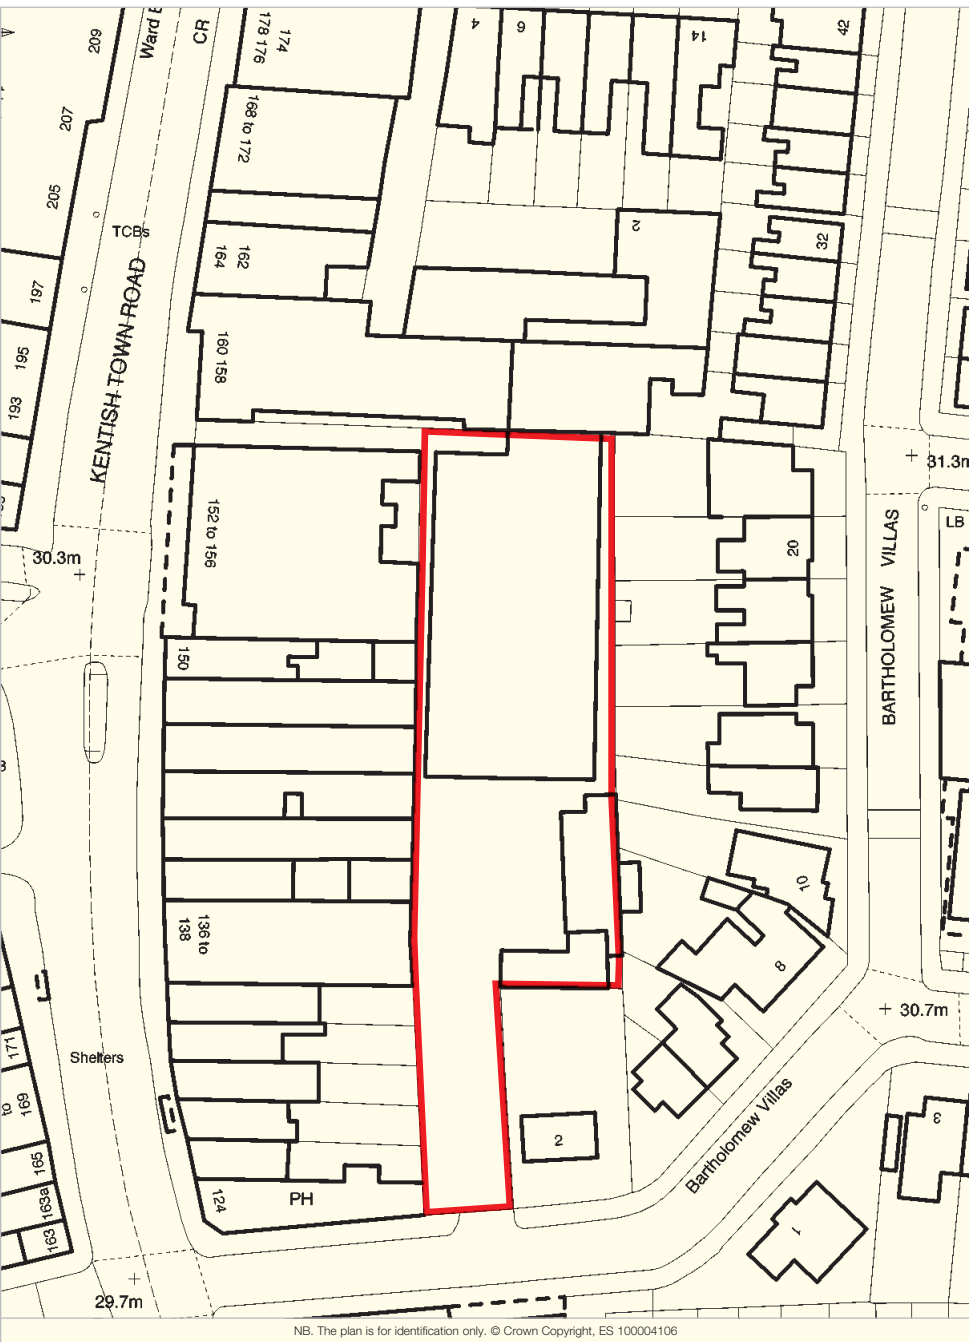 209
Ward
CR
174
178 176
4
6
14
42
207
168 to 172
205
TCBs
2
32
164
162
197
KENTISH TOWN ROAD
195
160 158
193
31.3m
152 to 156
20
BARTHOLOMEW VILLAS
LB
30.3m
150
10
138
136 to
8
30.7m
171
Shelters
to
169
2
Bartholomew Villas
3
165
163a
124
PH
163
1
29.7m
NB. The plan is for identification only. © Crown Copyright, ES 100004106